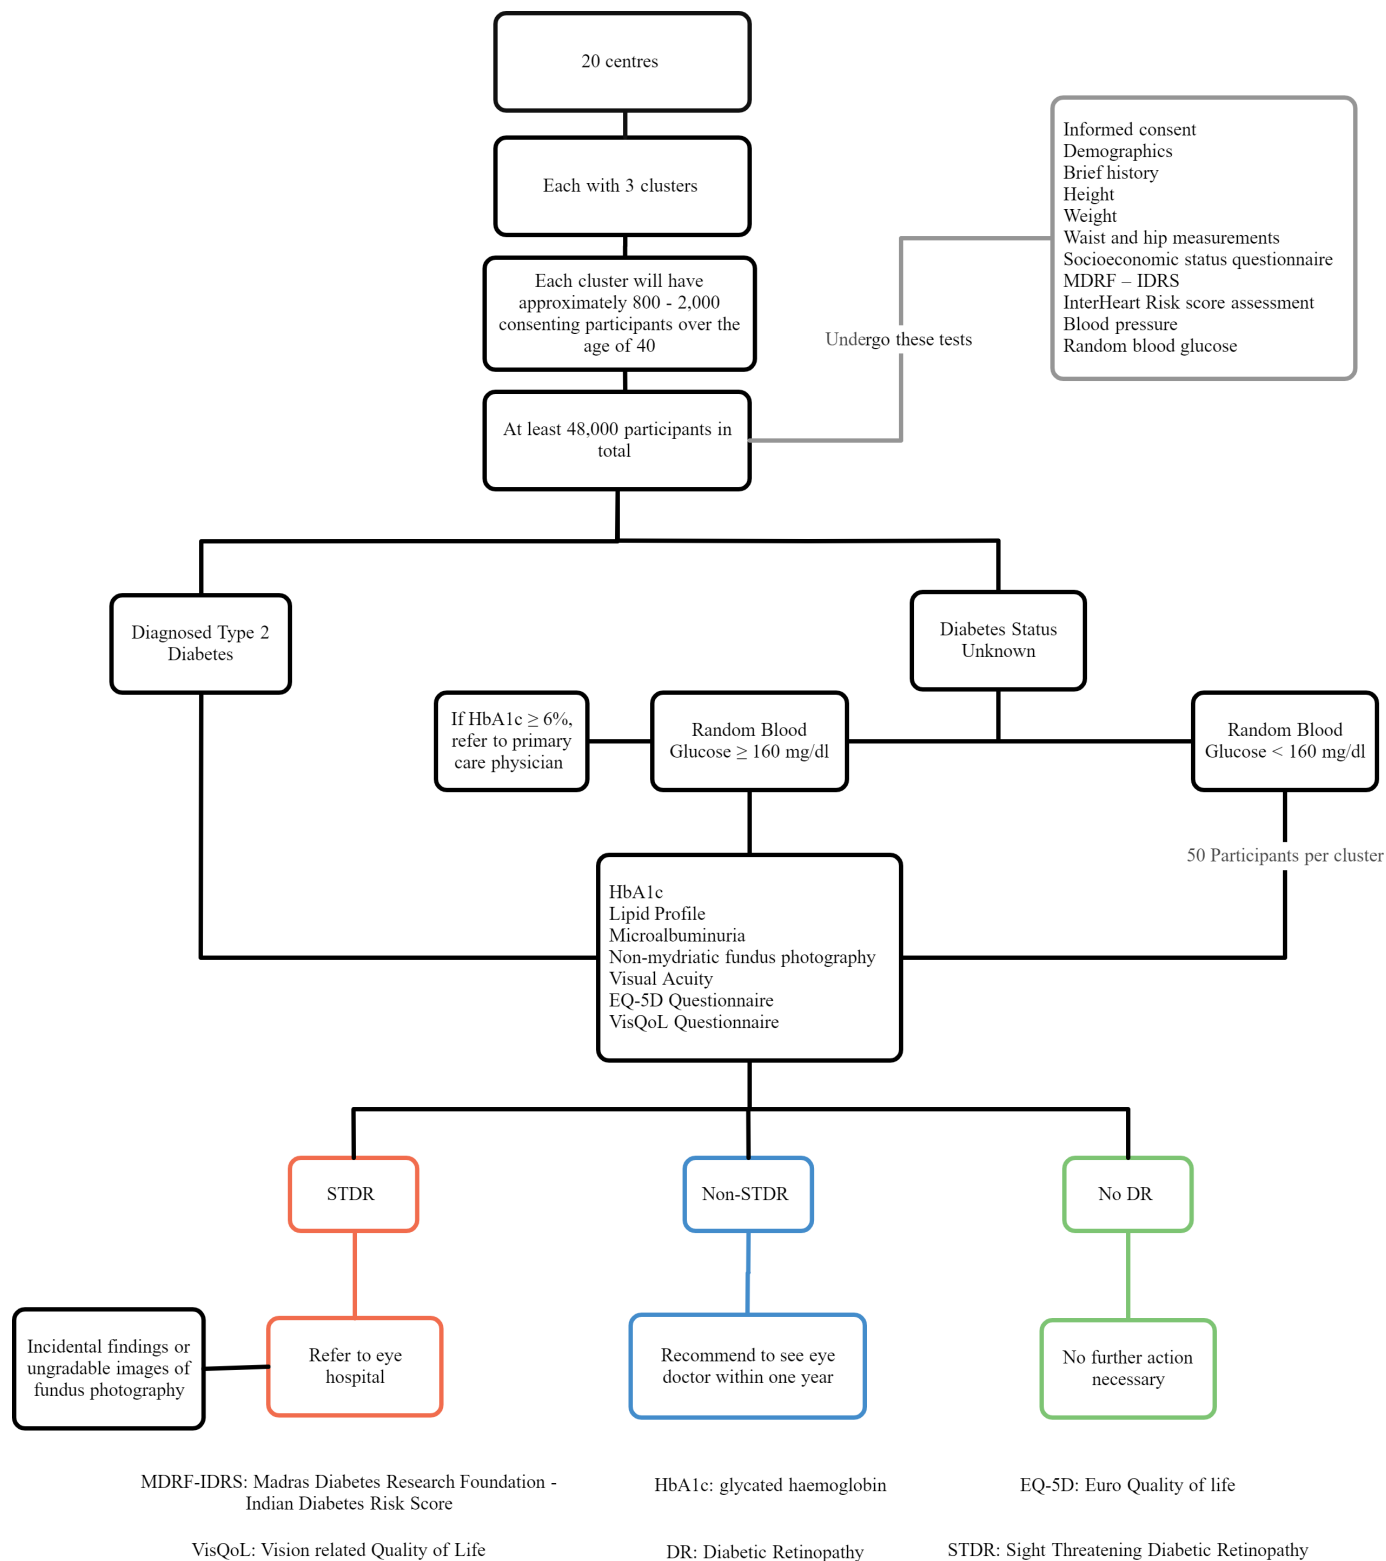 20 centres
Each with 3 clusters
Each cluster will have
approximately 800 - 2,000
consenting participants over the
age of 40
At least 48,000 participants in
total
Undergo these tests
Informed consent
Demographics
Brief history
Height
Weight
Waist and hip measurements
Socioeconomic status questionnaire
MDRF – IDRS
InterHeart Risk score assessment
Blood pressure
Random blood glucose
Diagnosed Type 2
Diabetes
Diabetes Status
Unknown
If HbA1c ≥ 6%,
refer to primary
care physician
Random Blood
Glucose ≥ 160 mg/dl
Random Blood
Glucose < 160 mg/dl
50 Participants per cluster
HbA1c
Lipid Profile
Microalbuminuria
Non-mydriatic fundus photography
Visual Acuity
EQ-5D Questionnaire
VisQoL Questionnaire
STDR
Non-STDR
No DR
Incidental findings or
ungradable images of
fundus photography
Refer to eye
hospital
Recommend to see eye
doctor within one year
No further action
necessary
MDRF-IDRS: Madras Diabetes Research Foundation -
Indian Diabetes Risk Score
HbA1c: glycated haemoglobin
EQ-5D: Euro Quality of life
VisQoL: Vision related Quality of Life
DR: Diabetic Retinopathy
STDR: Sight Threatening Diabetic Retinopathy